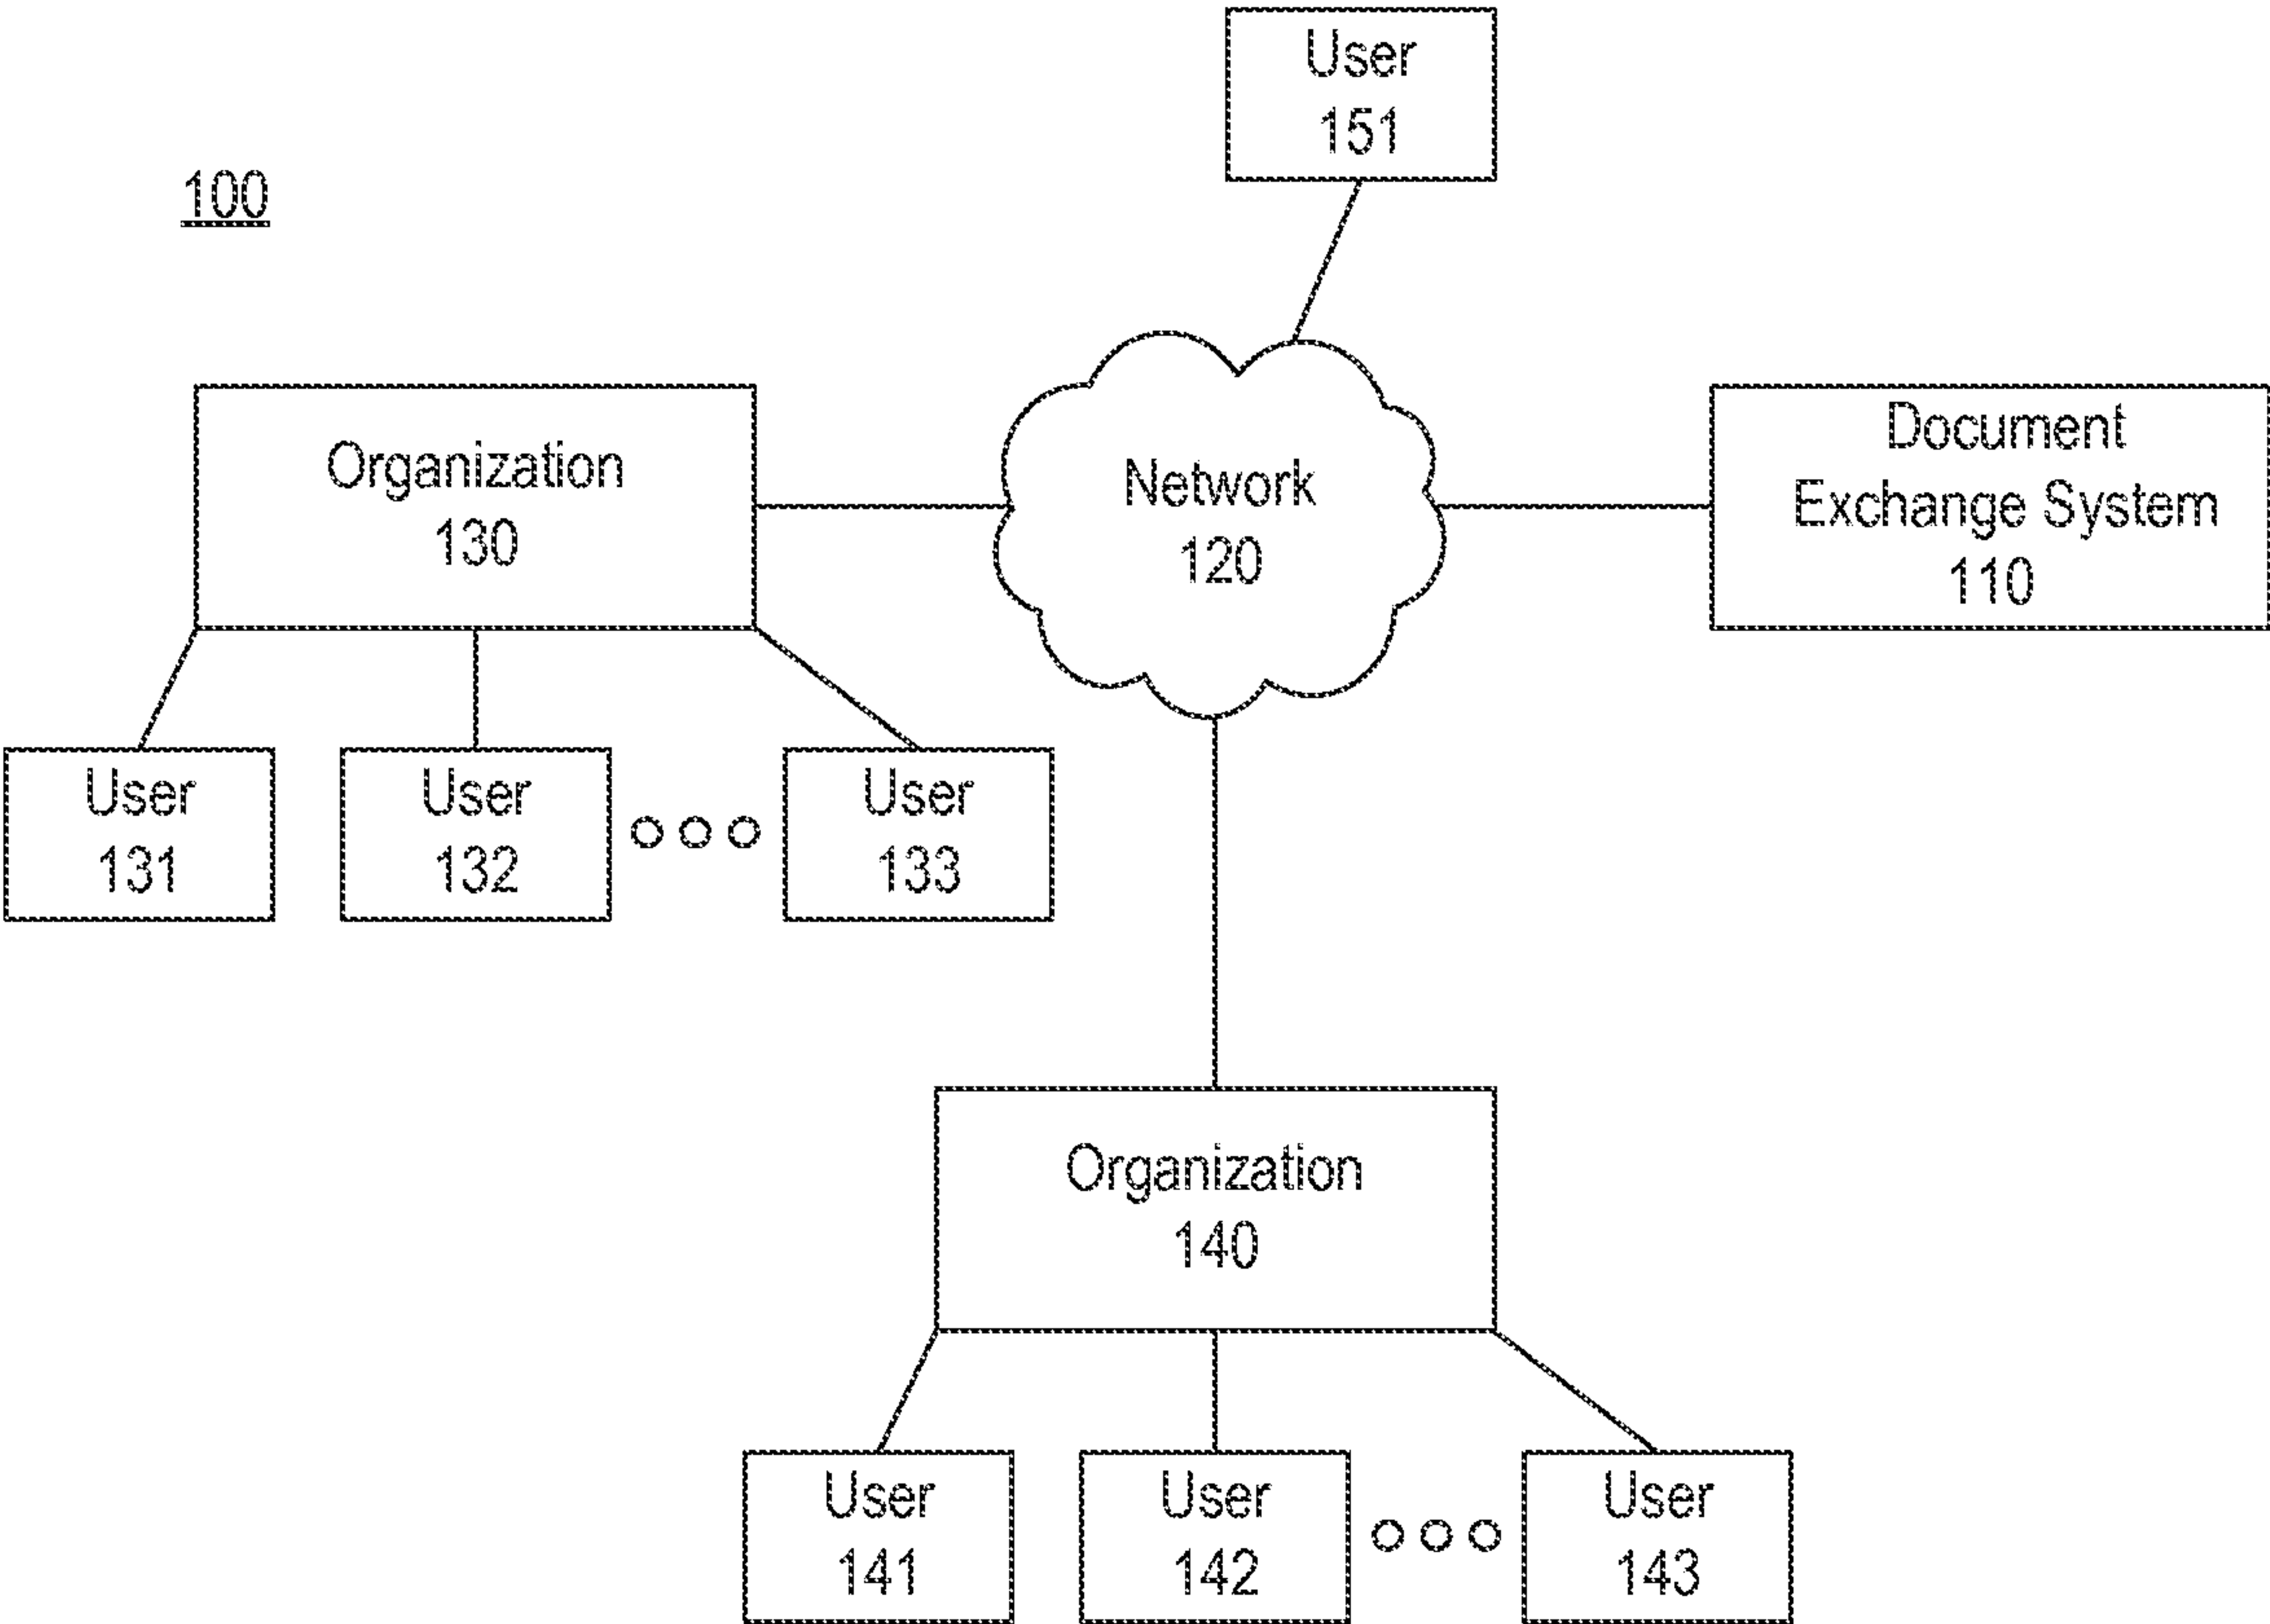 User
151
100
Organization
130
Network
120
Document
Exchange System
110
User
131
User
132
User
133
Organization
140
User
141
User
142
User
143